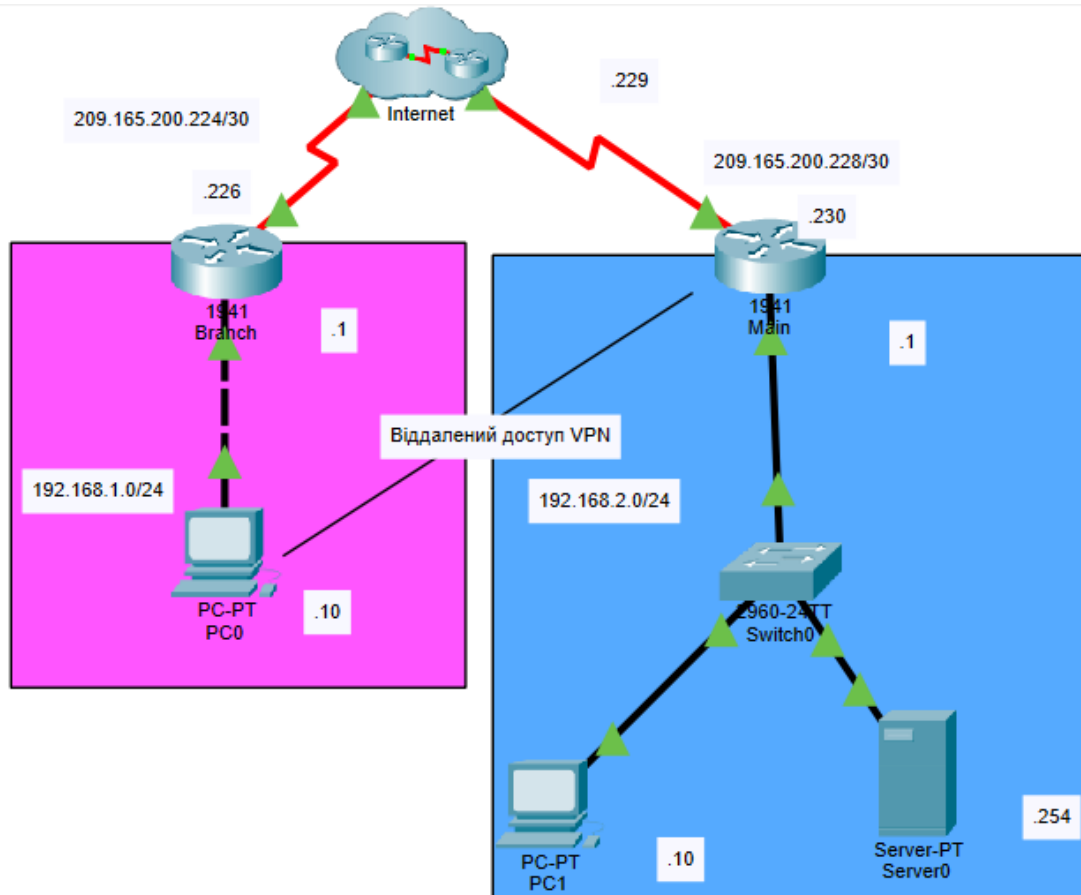 Internet
.229
209.165.200.224/30
209.165.200.228/30
.226
.230
1941
Branch
1941
Main
.1
.1
Віддалений доступ VPN
192.168.1.0/24
192.168.2.0/24
PC-PT
PC0
.10
2960-24TT
Switch0
PC-PT
PC1
.10
Server-PT
Server0
.254